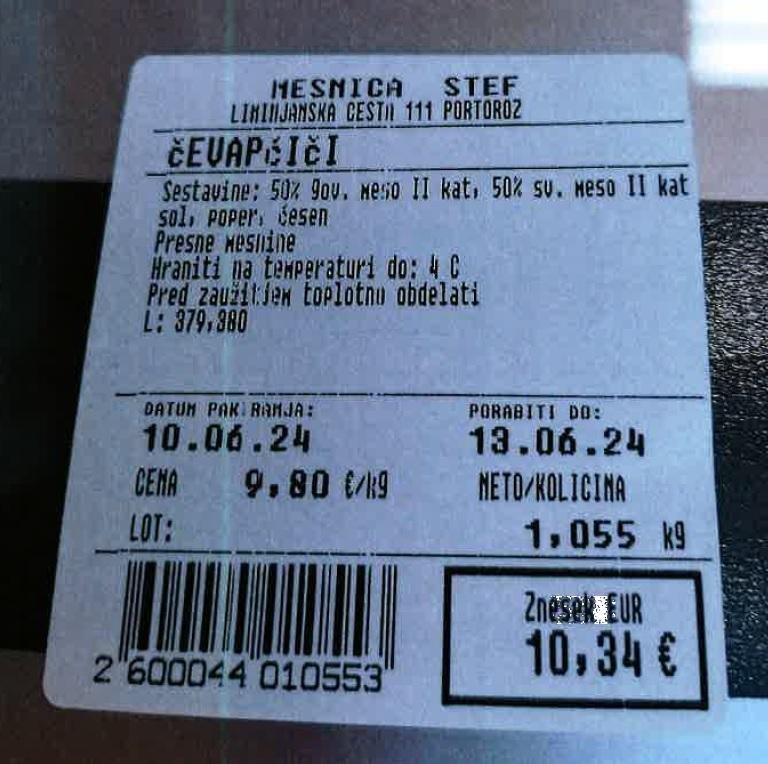 MESNICA STEF
LIMINJANSKA CESTA 111 PORTOROZ
čEVAPčIčI
Sestavine: 50% gov. meso II kat, 50% sv. meso II kat
sol, poper, česen
Presne mesnine
Hraniti na temperaturi do: 4 C
Pred zaužitjem toplotno obdelati
L: 379,380
DATUM PAKIRANJA: PORABITI DO:
10.06.24 13.06.24
CENA 9,80 €/kg NETO/KOLICINA
LOT: 1,055 kg
Znesek EUR
10,34 €
2 600044 010553